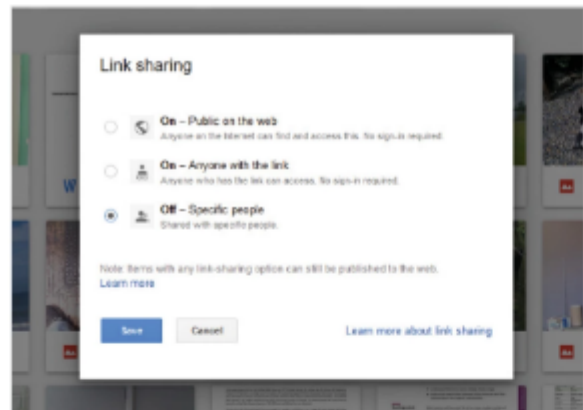 Link sharing
On – Public on the web
Anyone on the Internet can find and access this. No sign-in required.
On – Anyone with the link
Anyone who has the link can access. No sign-in required.
Off – Specific people
Shared with specific people.
Note: Items with any link-sharing option can still be published to the web.
Learn more
Save
Cancel
Learn more about link sharing
W